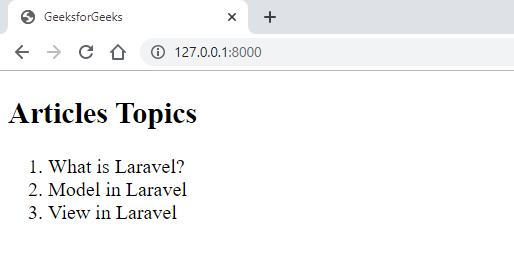 GeeksforGeeks
127.0.0.1:8000
Articles Topics
1. What is Laravel?
2. Model in Laravel
3. View in Laravel